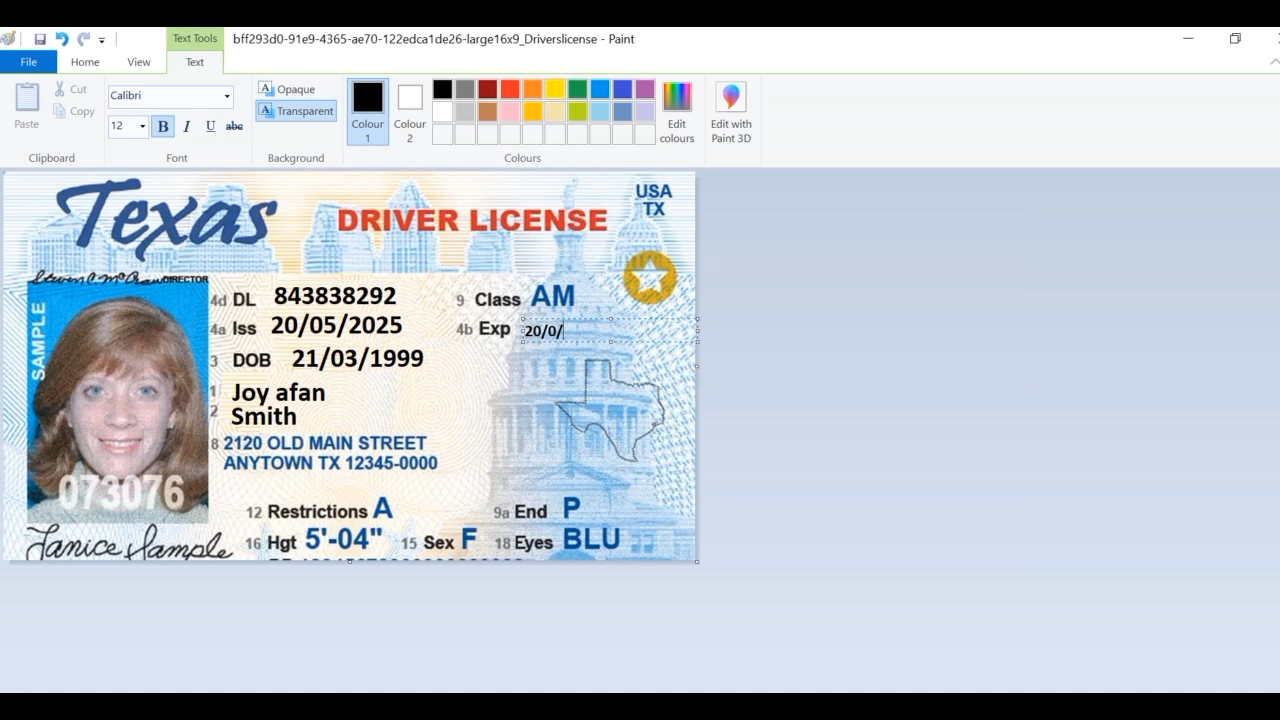 bff293d0-91e9-4365-ae70-122edca1de26-large16x9_Driverslicense - Paint
Text Tools
File
Home
View
Text
Paste
Cut
Copy
Clipboard
Calibri
12
B I U abc
Font
Opaque
Transparent
Background
Colour 1
Colour 2
Edit colours
Edit with Paint 3D
Colours
Texas
DRIVER LICENSE
USA
TX
DIRECTOR
SAMPLE
4d DL 843838292
9 Class AM
4a Iss 20/05/2025
4b Exp 20/0/
3 DOB 21/03/1999
1 Joy afan
2 Smith
8 2120 OLD MAIN STREET
ANYTOWN TX 12345-0000
073076
12 Restrictions A
9a End P
16 Hgt 5'-04"
15 Sex F
18 Eyes BLU
Janice Sample